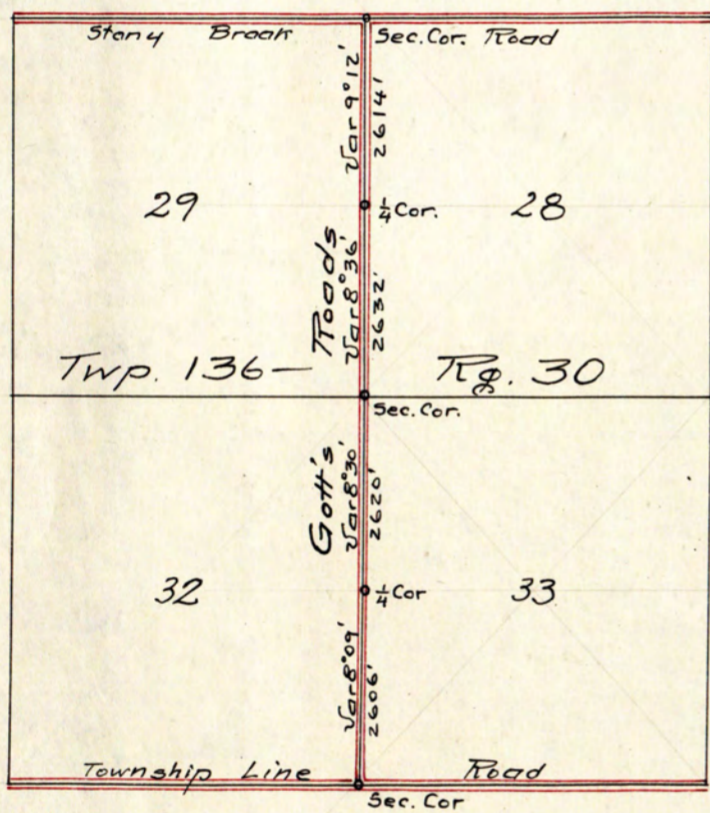 Stony Brook
Sec. Cor. Road
Var 9°12'
2614'
29
¼ Cor.
28
Gott's Roads
Var 8°36'
2632'
Twp. 136 – Rg. 30
Sec. Cor.
Var 8°30'
2620'
32
¼ Cor
33
Var 8°09'
2606'
Township Line Road
Sec. Cor